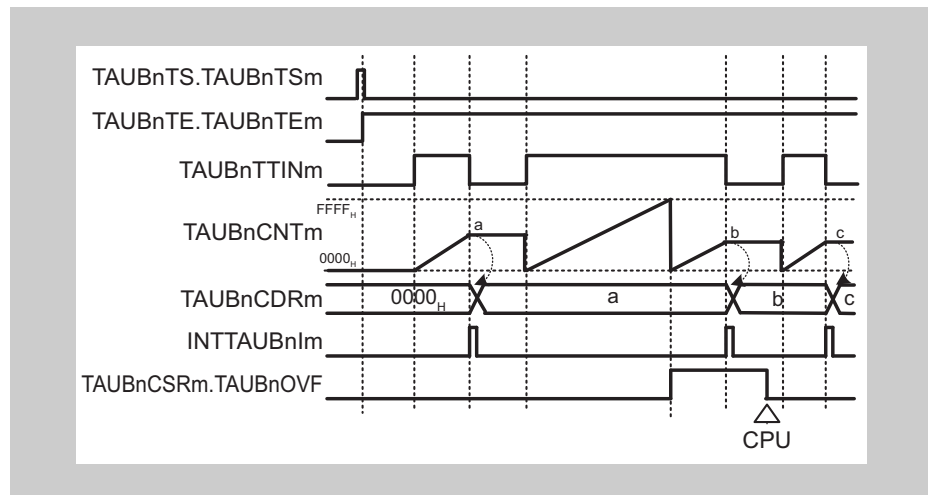 TAUBnTS.TAUBnTSm
TAUBnTE.TAUBnTEm
TAUBnTTINm
FFFFH
TAUBnCNTm
a
b
c
0000H
TAUBnCDRm
0000H
a
b
c
INTTAUBnIm
TAUBnCSRm.TAUBnOVF
CPU